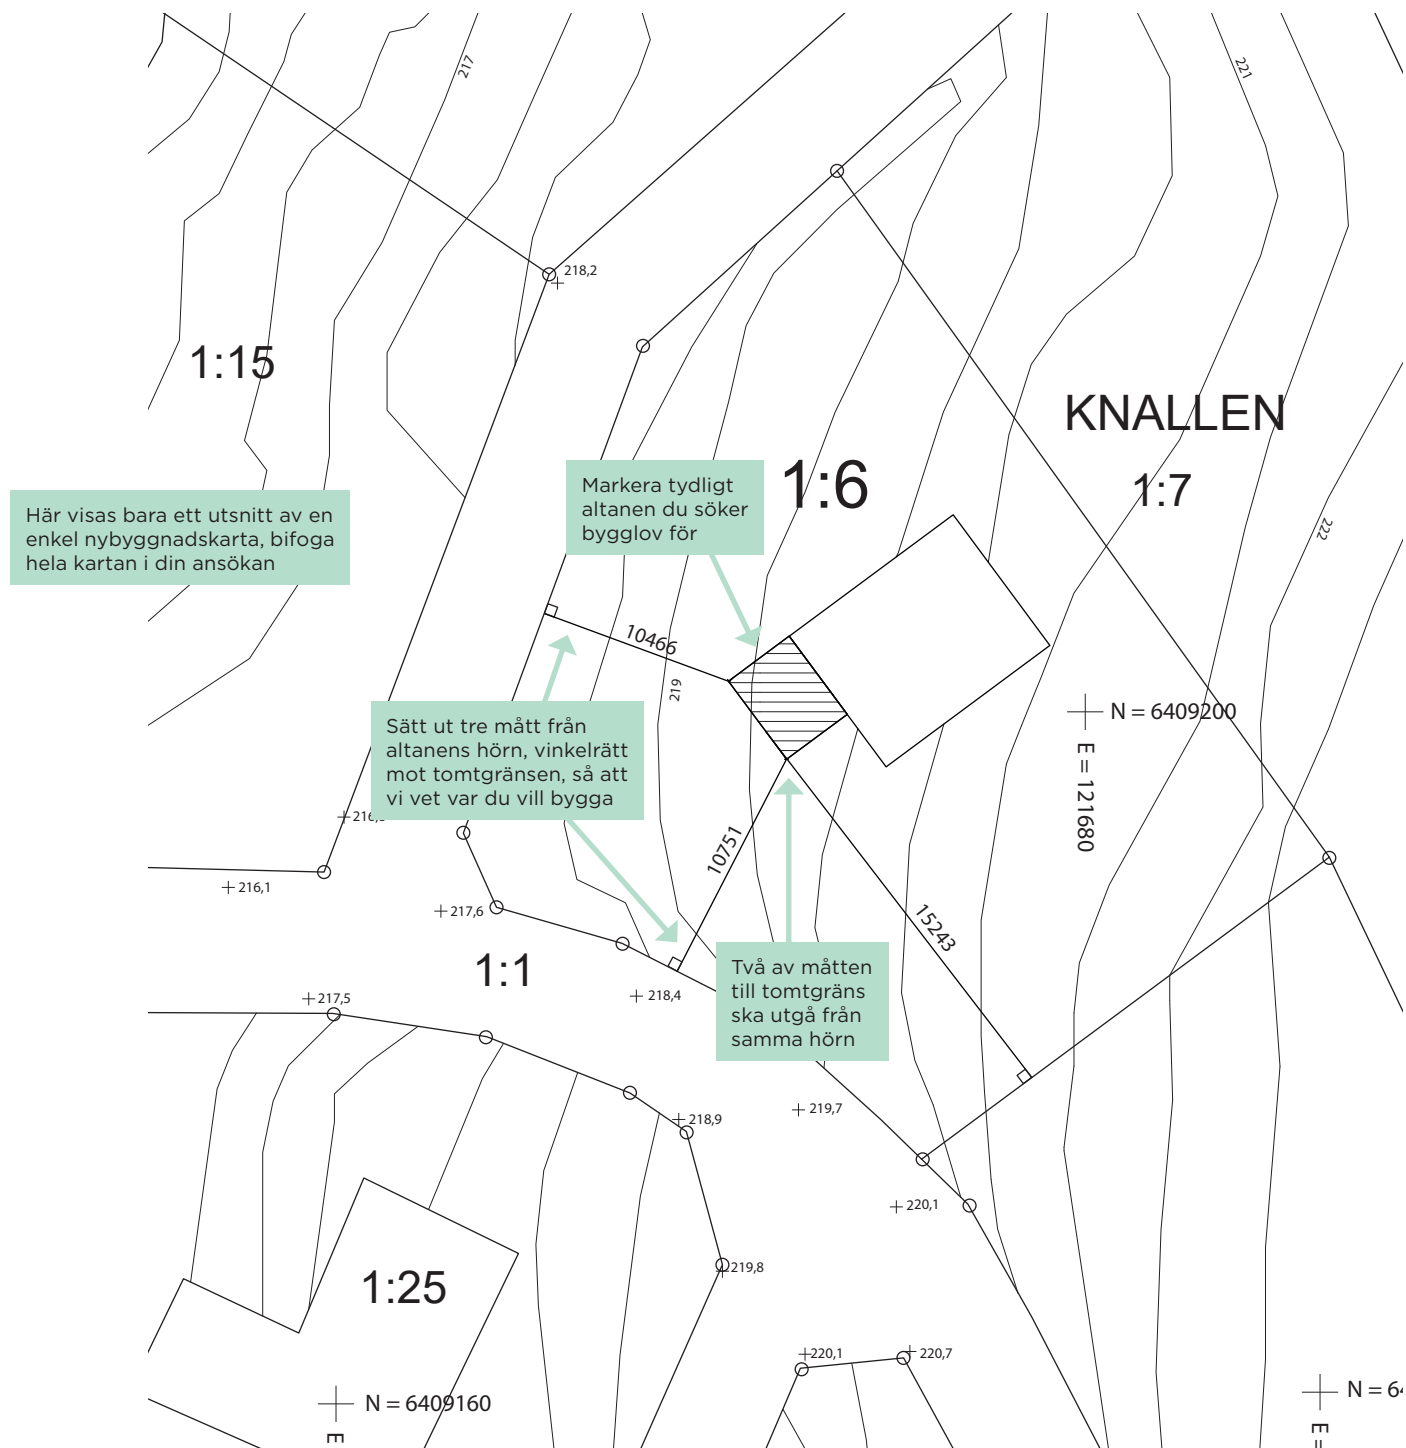 217
221
218,2
1:15
KNALLEN
1:6
1:7
Markera tydligt
altanen du söker
bygglov för
Här visas bara ett utsnitt av en
enkel nybyggnadskarta, bifoga
hela kartan i din ansökan
222
10466
219
N = 6409200
E = 121680
Sätt ut tre mått från
altanens hörn, vinkelrätt
mot tomtgränsen, så att
vi vet var du vill bygga
10751
216,1
217,6
15243
1:1
Två av måtten
till tomtgräns
ska utgå från
samma hörn
217,5
218,4
218,9
219,7
220,1
219,8
1:25
220,1
220,7
N = 6409160
E
N = 64
E =